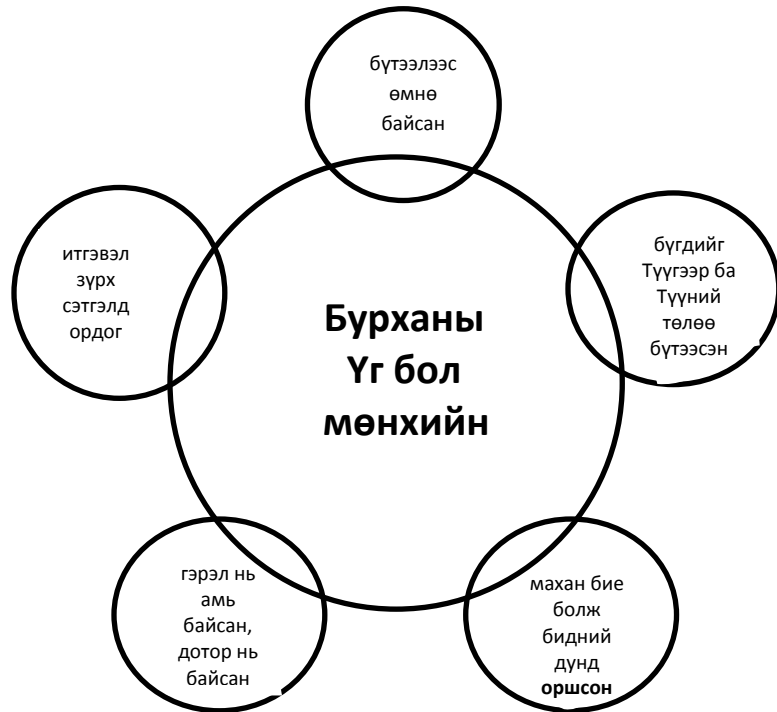 бүтээлээс
өмнө
байсан
итгэвэл
зүрх
сэтгэлд
ордог
бүгдийг
Түүгээр ба
Түүний
төлөө
бүтээсэн
Бурханы
Үг бол
мөнхийн
гэрэл нь
амь
байсан,
дотор нь
байсан
махан бие
болж
бидний
дунд
оршсон